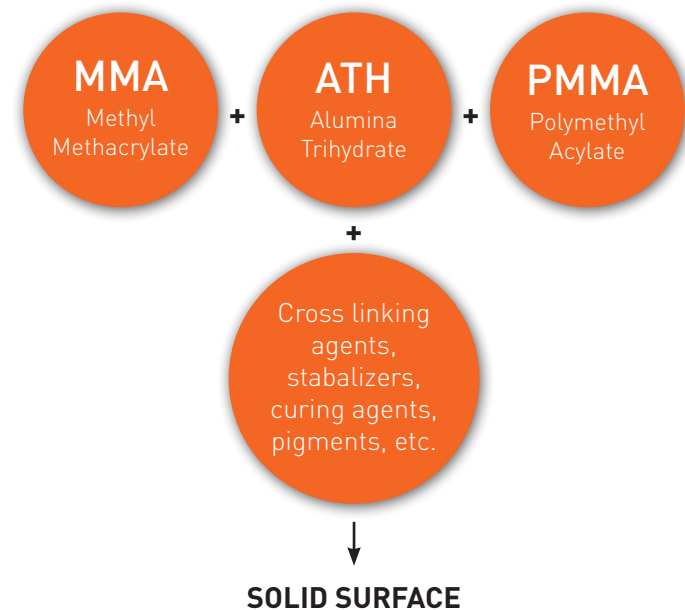 MMA
Methyl
Methacrylate
+
ATH
Alumina
Trihydrate
+
PMMA
Polymethyl
Acylate
+
Cross linking
agents,
stabalizers,
curing agents,
pigments, etc.
SOLID SURFACE